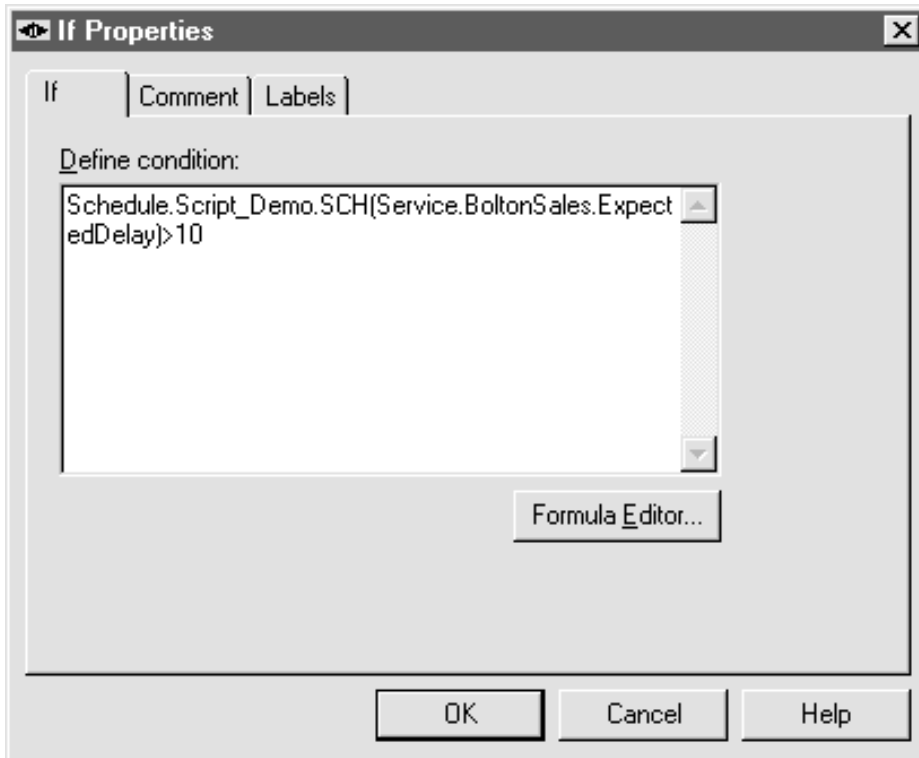 If Properties
If Comment Labels
Define condition:
Schedule.Script_Demo.SCH(Service.BoltonSales.Expect
edDelay)>10
Formula Editor...
OK Cancel Help